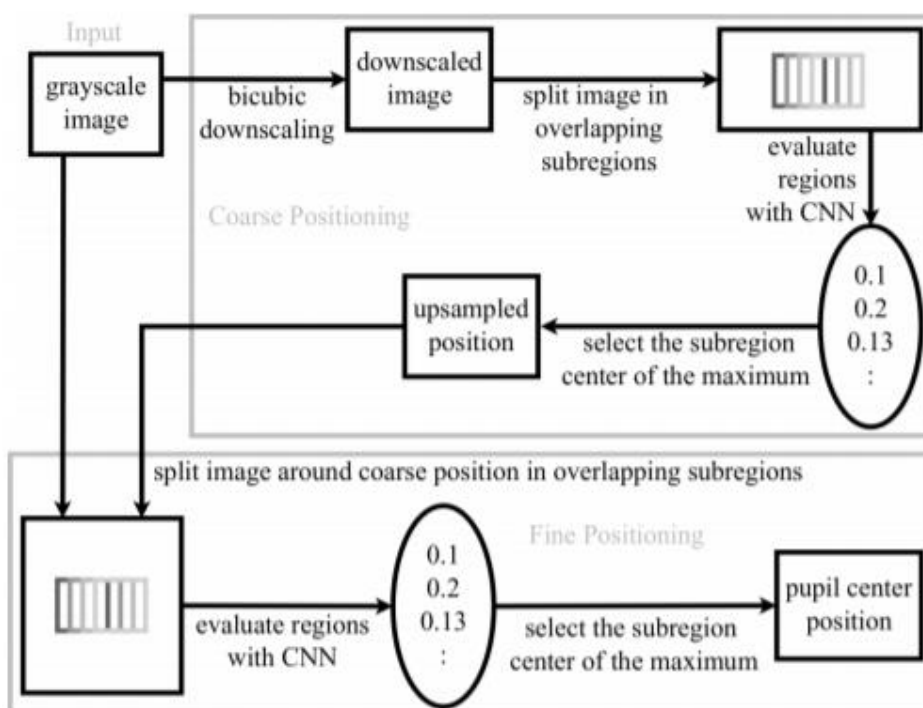 Input
grayscale
image
bicubic
downscaling
downscaled
image
split image in
overlapping
subregions
evaluate
regions
with CNN
Coarse Positioning
0.1
0.2
0.13
:
select the subregion
center of the maximum
upsampled
position
split image around coarse position in overlapping subregions
Fine Positioning
evaluate regions
with CNN
0.1
0.2
0.13
:
select the subregion
center of the maximum
pupil center
position